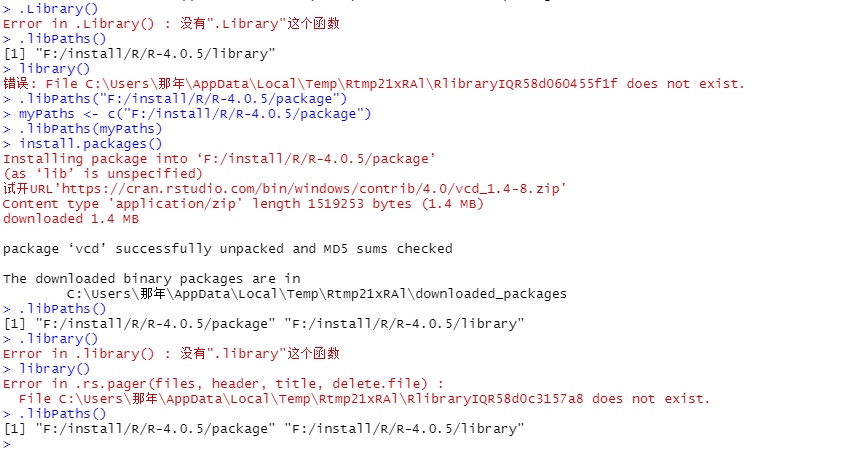 > .Library()
Error in .Library() : 没有".Library"这个函数
> .libPaths()
[1] "F:/install/R/R-4.0.5/library"
> library()
错误: File C:\Users\那年\AppData\Local\Temp\Rtmp21xRAl\RlibraryIQR58d060455f1f does not exist.
> .libPaths("F:/install/R/R-4.0.5/package")
> myPaths <- c("F:/install/R/R-4.0.5/package")
> .libPaths(myPaths)
> install.packages()
Installing package into ‘F:/install/R/R-4.0.5/package’
(as ‘lib’ is unspecified)
试开URL'https://cran.rstudio.com/bin/windows/contrib/4.0/vcd_1.4-8.zip'
Content type 'application/zip' length 1519253 bytes (1.4 MB)
downloaded 1.4 MB
package ‘vcd’ successfully unpacked and MD5 sums checked
The downloaded binary packages are in
C:\Users\那年\AppData\Local\Temp\Rtmp21xRAl\downloaded_packages
> .libPaths()
[1] "F:/install/R/R-4.0.5/package" "F:/install/R/R-4.0.5/library"
> .library()
Error in .library() : 没有".library"这个函数
> library()
Error in .rs.pager(files, header, title, delete.file) :
File C:\Users\那年\AppData\Local\Temp\Rtmp21xRAl\RlibraryIQR58d0c3157a8 does not exist.
> .libPaths()
[1] "F:/install/R/R-4.0.5/package" "F:/install/R/R-4.0.5/library"
>